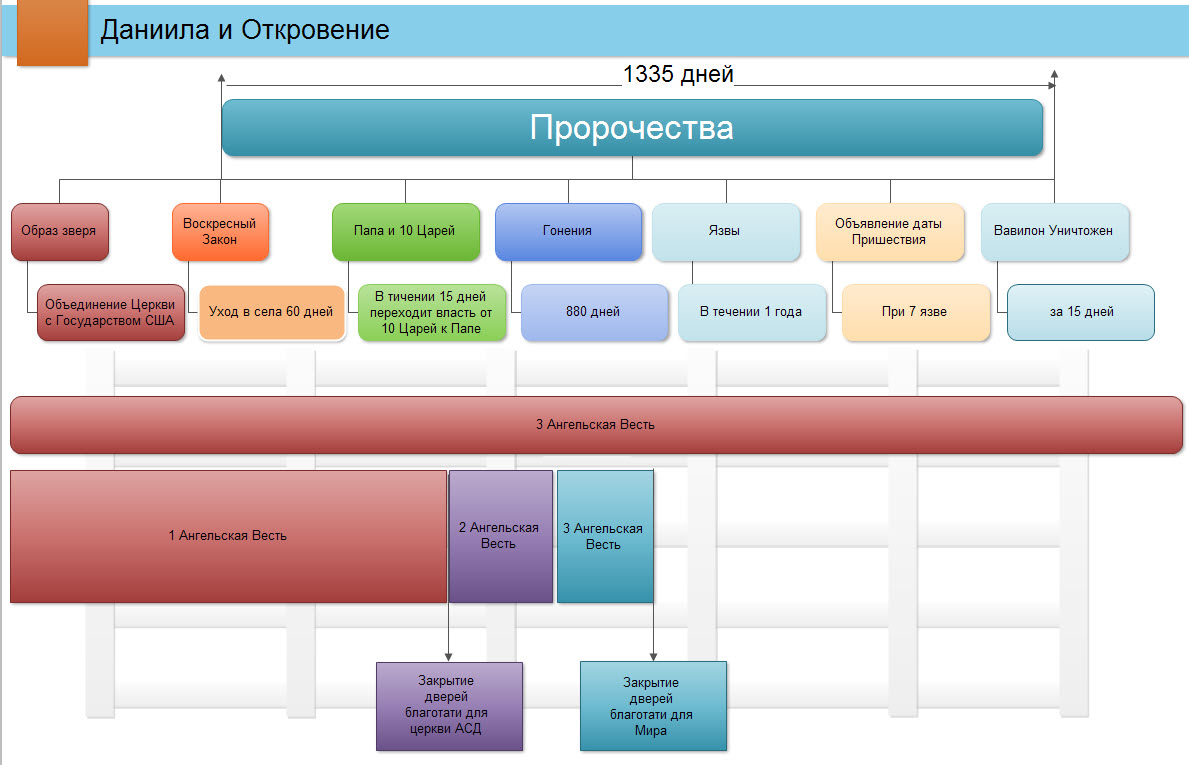 Даниила и Откровение
1335 дней
Пророчества
Образ зверя
Воскресный
Закон
Папа и 10 Царей
Гонения
Язвы
Объявление даты
Пришествия
Вавилон Уничтожен
Объединение Церкви
с Государством США
Уход в села 60 дней
В течении 15 дней
переходит власть от
10 Царей к Папе
880 дней
В течении 1 года
При 7 язве
за 15 дней
3 Ангельская Весть
1 Ангельская Весть
2 Ангельская
Весть
3 Ангельская
Весть
Закрытие
дверей
благотати для
церкви АСД
Закрытие
дверей
благотати для
Мира